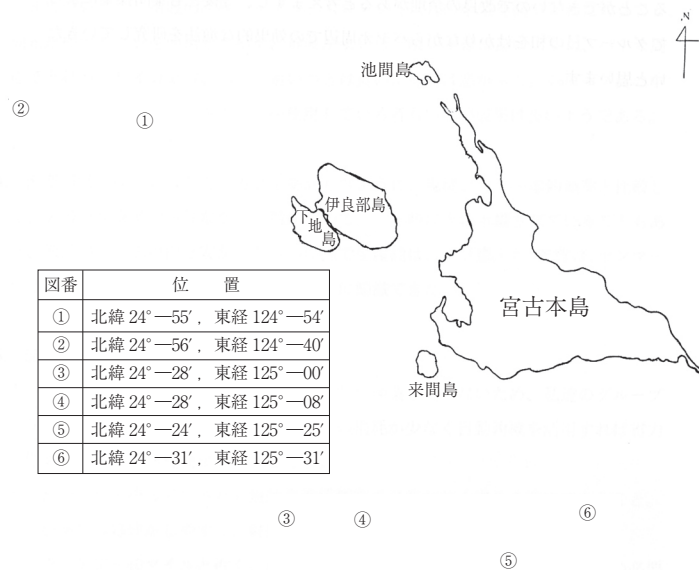 N
池間島
②
①
伊良部島
下地島
宮古本島
図番 位 置
① 北緯 24°—55′, 東経 124°—54′
② 北緯 24°—56′, 東経 124°—40′
③ 北緯 24°—28′, 東経 125°—00′
④ 北緯 24°—28′, 東経 125°—08′
⑤ 北緯 24°—24′, 東経 125°—25′
⑥ 北緯 24°—31′, 東経 125°—31′
来間島
③
④
⑥
⑤